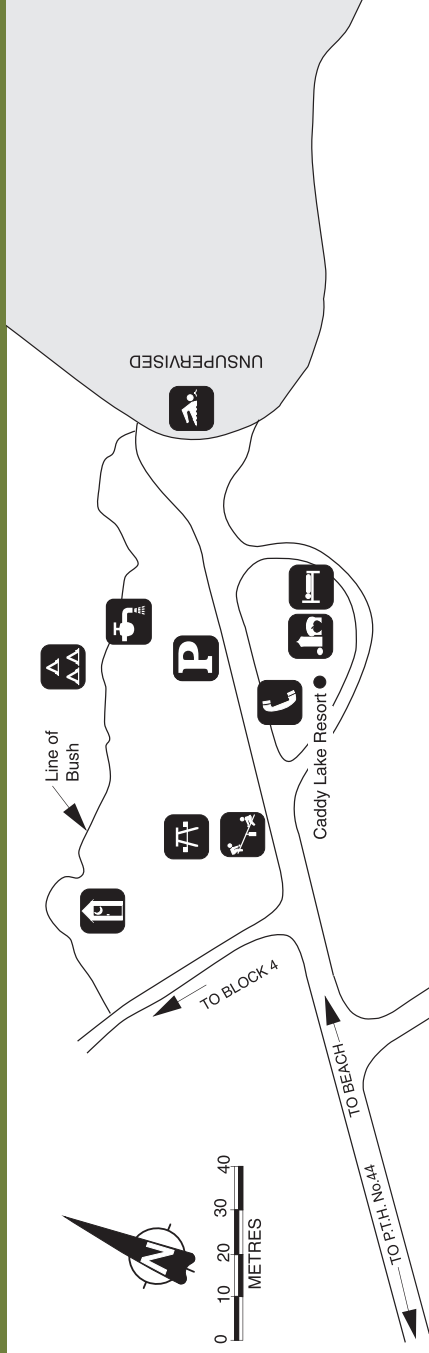 UNSUPERVISED
P
Line of
Bush
Caddy Lake Resort
TO BLOCK 4
TO BEACH
TO P.T.H. No.44
N
0 10 20 30 40
METRES